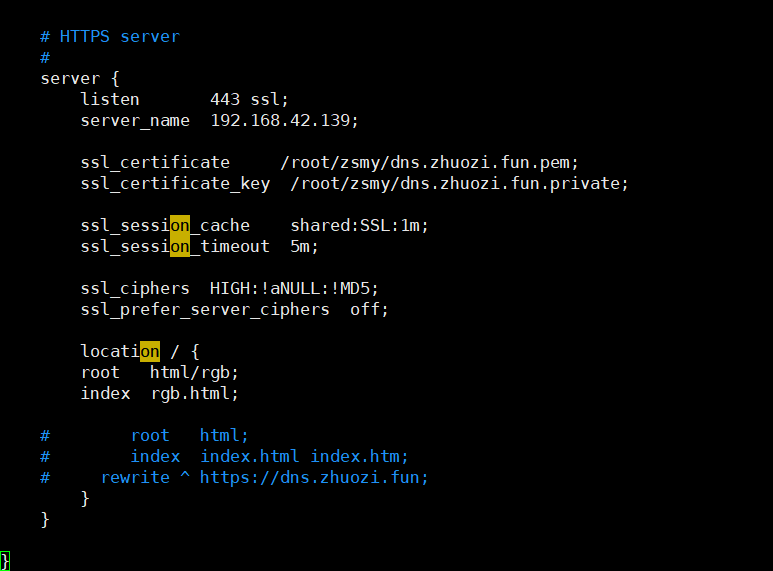 # HTTPS server
#
server {
listen       443 ssl;
server_name  192.168.42.139;
ssl_certificate     /root/zsmy/dns.zhuozi.fun.pem;
ssl_certificate_key  /root/zsmy/dns.zhuozi.fun.private;
ssl_session_cache    shared:SSL:1m;
ssl_session_timeout  5m;
ssl_ciphers  HIGH:!aNULL:!MD5;
ssl_prefer_server_ciphers  off;
location / {
root   html/rgb;
index  rgb.html;
#        root   html;
#        index  index.html index.htm;
#     rewrite ^ https://dns.zhuozi.fun;
}
}
}